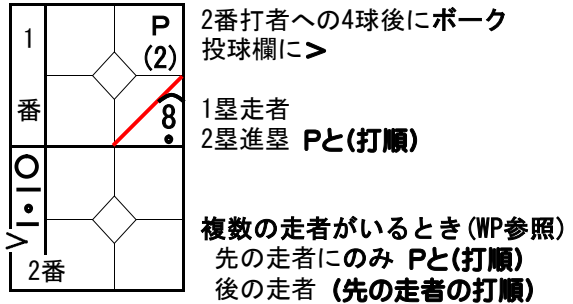 1
番
P
(2)
8
2番
2番打者への4球後にボーク
投球欄に>
1塁走者
2塁進塁 Pと(打順)
複数の走者がいるとき(WP参照)
先の走者にのみ Pと(打順)
後の走者 (先の走者の打順)